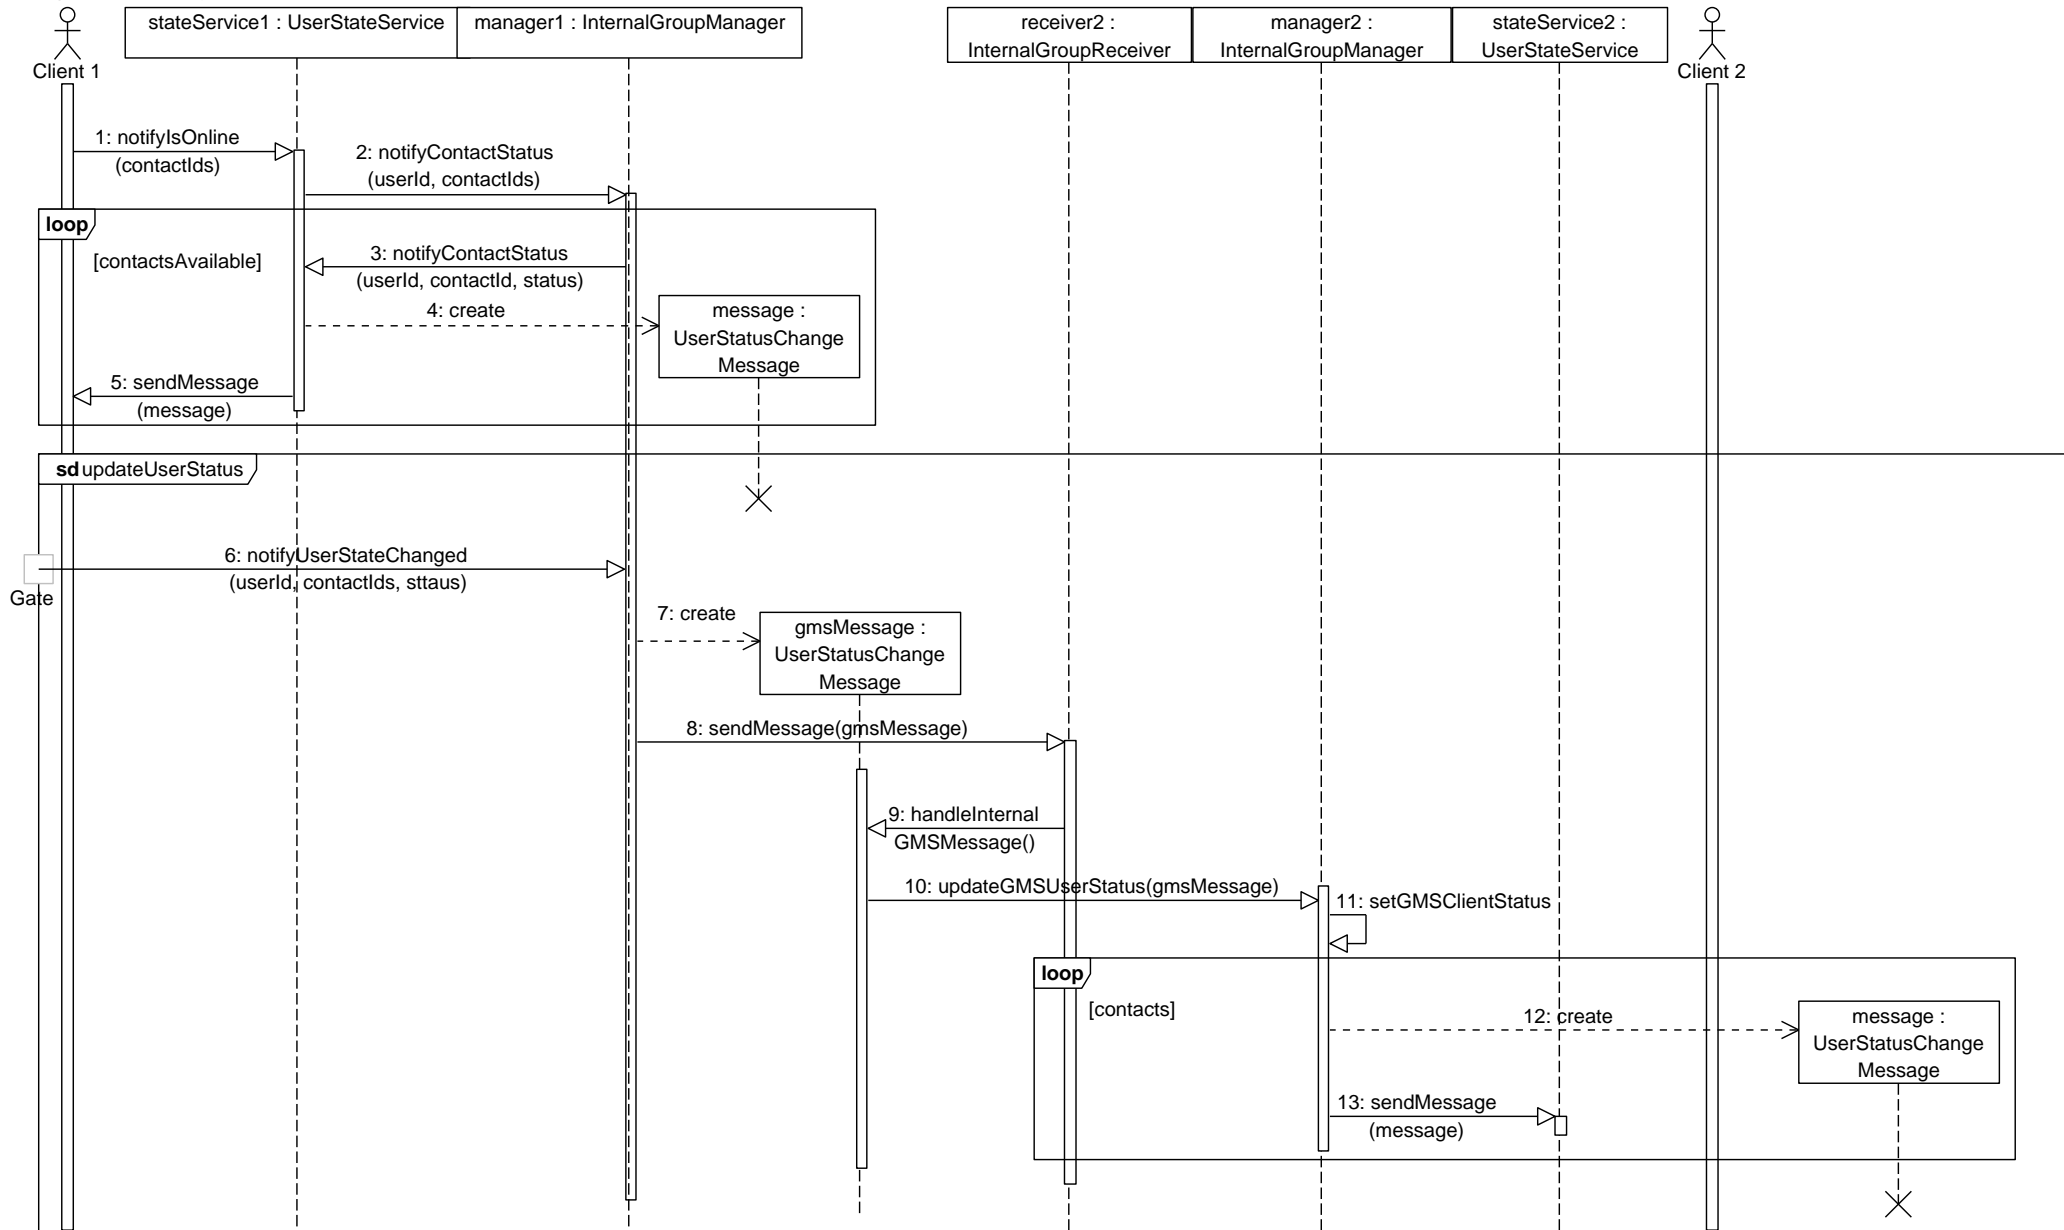 stateService1 : UserStateService
manager1 : InternalGroupManager
receiver2 :
InternalGroupReceiver
manager2 :
InternalGroupManager
stateService2 :
UserStateService
Client 1
Client 2
1: notifyIsOnline
(contactIds)
2: notifyContactStatus
(userId, contactIds)
loop
[contactsAvailable]
3: notifyContactStatus
(userId, contactId, status)
4: create
message :
UserStatusChange
Message
5: sendMessage
(message)
sd updateUserStatus
6: notifyUserStateChanged
(userId, contactIds, sttaus)
Gate
7: create
gmsMessage :
UserStatusChange
Message
8: sendMessage(gmsMessage)
9: handleInternal
GMSMessage()
10: updateGMSUserStatus(gmsMessage)
11: setGMSClientStatus
loop
[contacts]
12: create
message :
UserStatusChange
Message
13: sendMessage
(message)